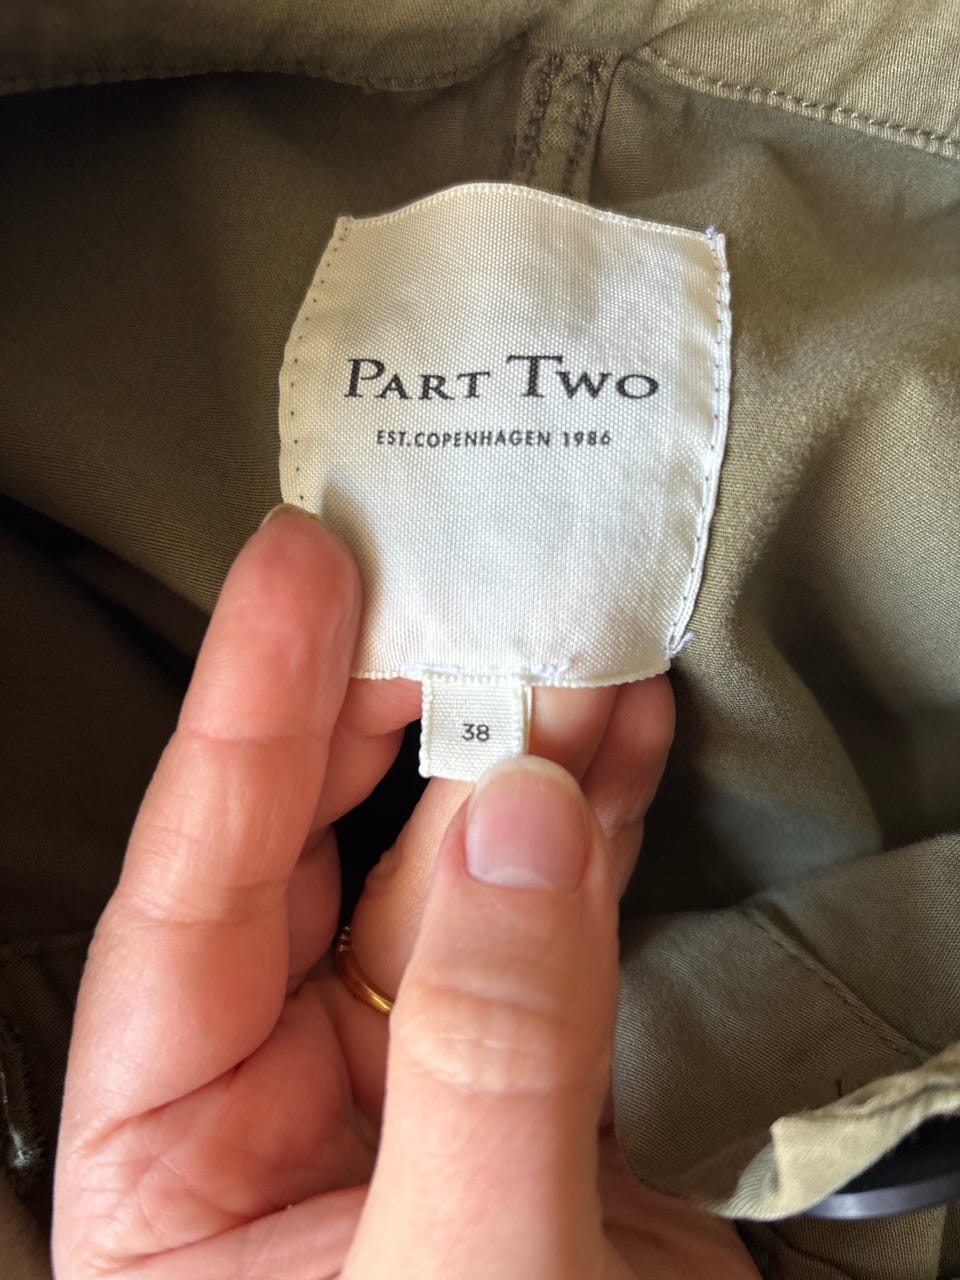 PART TWO
EST.COPENHAGEN 1986
38